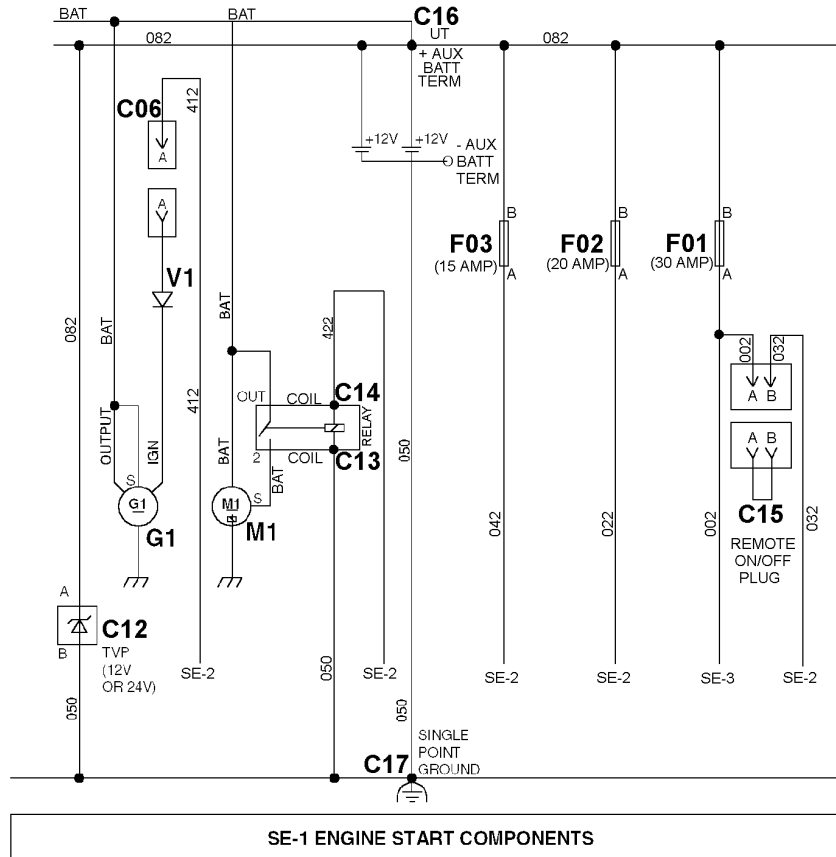 BAT
BAT
C16
UT
082
082
+ AUX
BATT
TERM
412
C06
A
+12V
+12V
- AUX
BATT
TERM
A
B
B
B
F03
(15 AMP)
F02
(20 AMP)
F01
(30 AMP)
A
A
A
V1
082
BAT
BAT
422
002
032
412
OUT
COIL
C14
RELAY
A
B
OUTPUT
IGN
BAT
2
COIL
C13
BAT
050
A
B
S
G1
G1
M1
S
M1
042
022
002
C15
032
REMOTE
ON/OFF
PLUG
A
B
C12
TVP
(12V
OR 24V)
SE-2
050
SE-2
SE-2
SE-2
SE-3
SE-2
050
050
SINGLE
POINT
GROUND
C17
SE-1 ENGINE START COMPONENTS